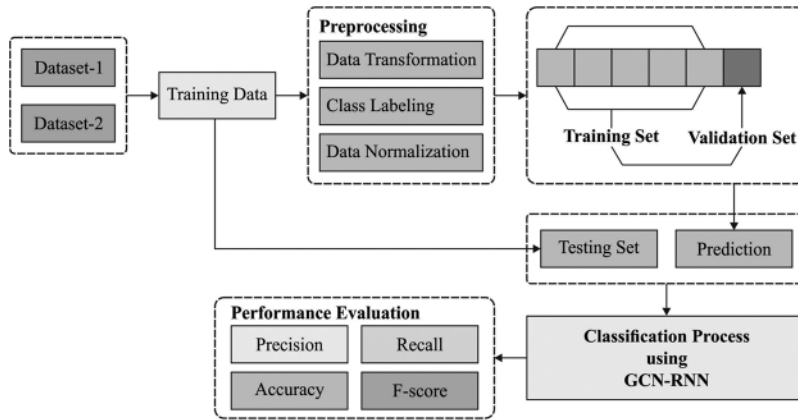 Dataset-1
Dataset-2
Training Data
Preprocessing
Data Transformation
Class Labeling
Data Normalization
Training Set
Validation Set
Testing Set
Prediction
Performance Evaluation
Precision
Recall
Accuracy
F-score
Classification Process
using
GCN-RNN